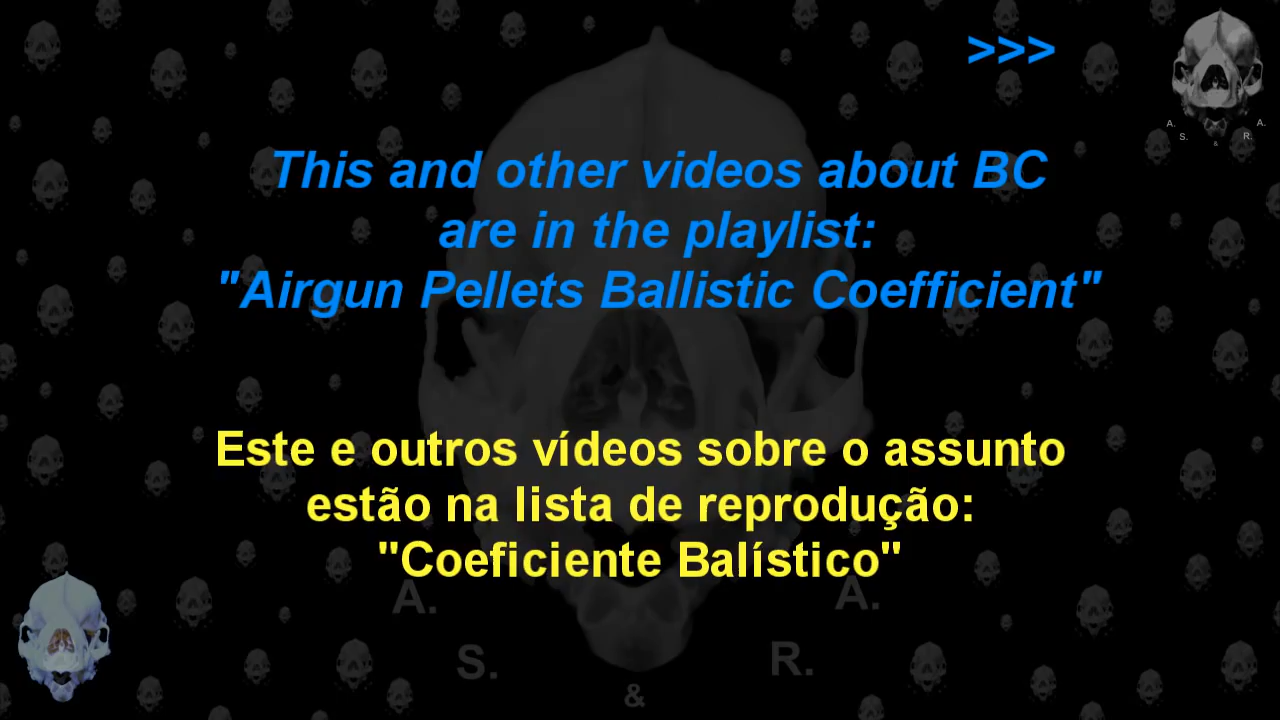 >>>
A. A.
S. R.
&
This and other videos about BC
are in the playlist:
"Airgun Pellets Ballistic Coefficient"
Este e outros vídeos sobre o assunto
estão na lista de reprodução:
"Coeficiente Balístico"
A. A.
S. R.
&